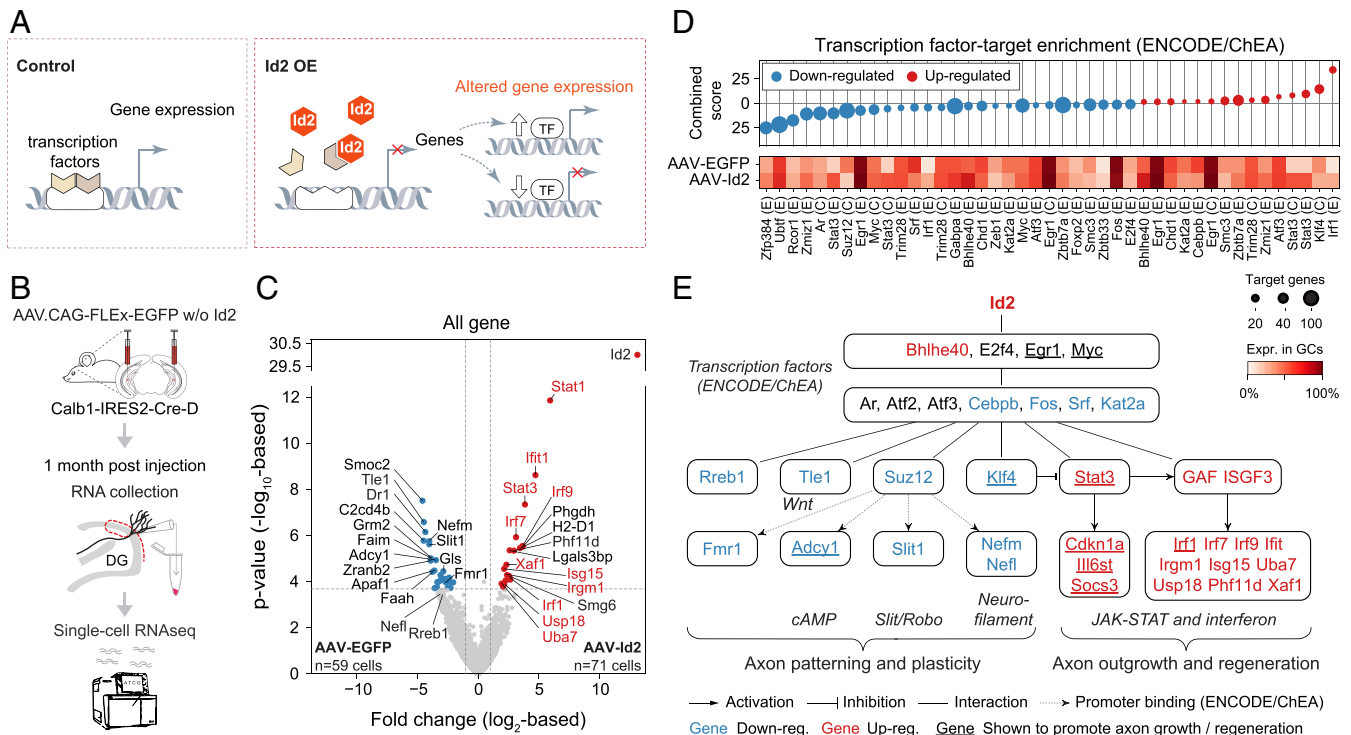 A
Control
Gene expression
transcription
factors
Id2 OE
Id2
Id2
Id2
Genes
Altered gene expression
TF
TF
B
AAV.CAG-FLEx-EGFP w/o Id2
Calb1-IRES2-Cre-D
1 month post injection
RNA collection
DG
Single-cell RNAseq
ATCG
C
All gene
30.5
29.5
12
10
8
6
4
2
0
p-value (-log10-based)
Id2
Stat1
Ifit1
Stat3
Irf9
Irf7
Phgdh
H2-D1
Phf11d
Lgals3bp
Xaf1
Isg15
Irgm1
Smg6
Irf1
Usp18
Uba7
Smoc2
Tle1
Dr1
C2cd4b
Grm2
Nefm
Faim
Slit1
Adcy1
Gls
Zranb2
Fmr1
Apaf1
Faah
Nefl
Rreb1
AAV-EGFP
n=59 cells
AAV-Id2
n=71 cells
−10
−5
0
5
10
Fold change (log2-based)
D
Transcription factor-target enrichment (ENCODE/ChEA)
Down-regulated
Up-regulated
Combined
score
25
0
25
AAV-EGFP
AAV-Id2
Zfp384 (E)
Ubtf (E)
Rcor1 (E)
Zmiz1 (E)
Ar (C)
Stat3 (E)
Suz12 (C)
Egr1 (E)
Myc (C)
Stat3 (C)
Trim28 (E)
Srf (E)
Irf1 (E)
Trim28 (C)
Gabpa (E)
Bhlhe40 (E)
Chd1 (E)
Zeb1 (E)
Kat2a (E)
Myc (E)
Atf3 (E)
Egr1 (C)
Zbtb7a (E)
Foxp2 (E)
Smc3 (E)
Zbtb33 (E)
Fos (E)
E2f4 (E)
Bhlhe40 (E)
Egr1 (E)
Chd1 (E)
Kat2a (E)
Cebpb (E)
Egr1 (C)
Smc3 (E)
Zbtb7a (E)
Trim28 (C)
Zmiz1 (E)
Atf3 (E)
Stat3 (C)
Stat3 (E)
Klf4 (C)
Irf1 (E)
Target genes
20 40 100
Expr. in GCs
0% 100%
E
Id2
Transcription factors
(ENCODE/ChEA)
Bhlhe40, E2f4, Egr1, Myc
Ar, Atf2, Atf3, Cebpb, Fos, Srf, Kat2a
Rreb1
Tle1
Suz12
Klf4
Stat3
GAF ISGF3
Wnt
Fmr1
Adcy1
Slit1
Nefm
Nefl
Cdkn1a
Il6st
Socs3
Irf1 Irf7 Irf9 Ifit
Irgm1 Isg15 Uba7
Usp18 Phf11d Xaf1
cAMP
Slit/Robo
Neuro-
filament
JAK-STAT and interferon
Axon patterning and plasticity
Axon outgrowth and regeneration
Activation
Inhibition
Interaction
Promoter binding (ENCODE/ChEA)
Gene Down-reg.
Gene Up-reg.
Gene Shown to promote axon growth / regeneration